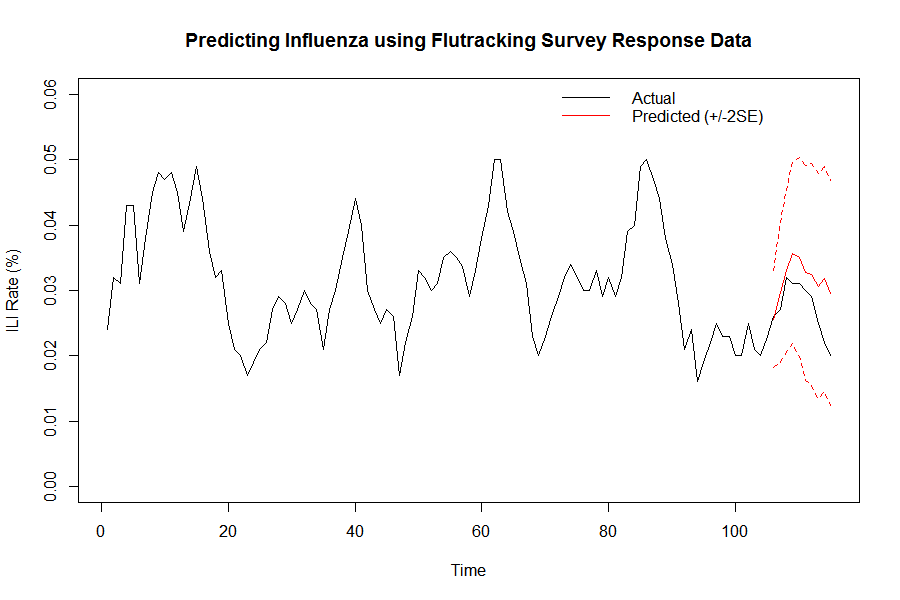 Predicting Influenza using Flutracking Survey Response Data
Actual
Predicted (+/-2SE)
0.06
0.05
0.04
0.03
0.02
0.01
0.00
ILI Rate (%)
0 20 40 60 80 100
Time